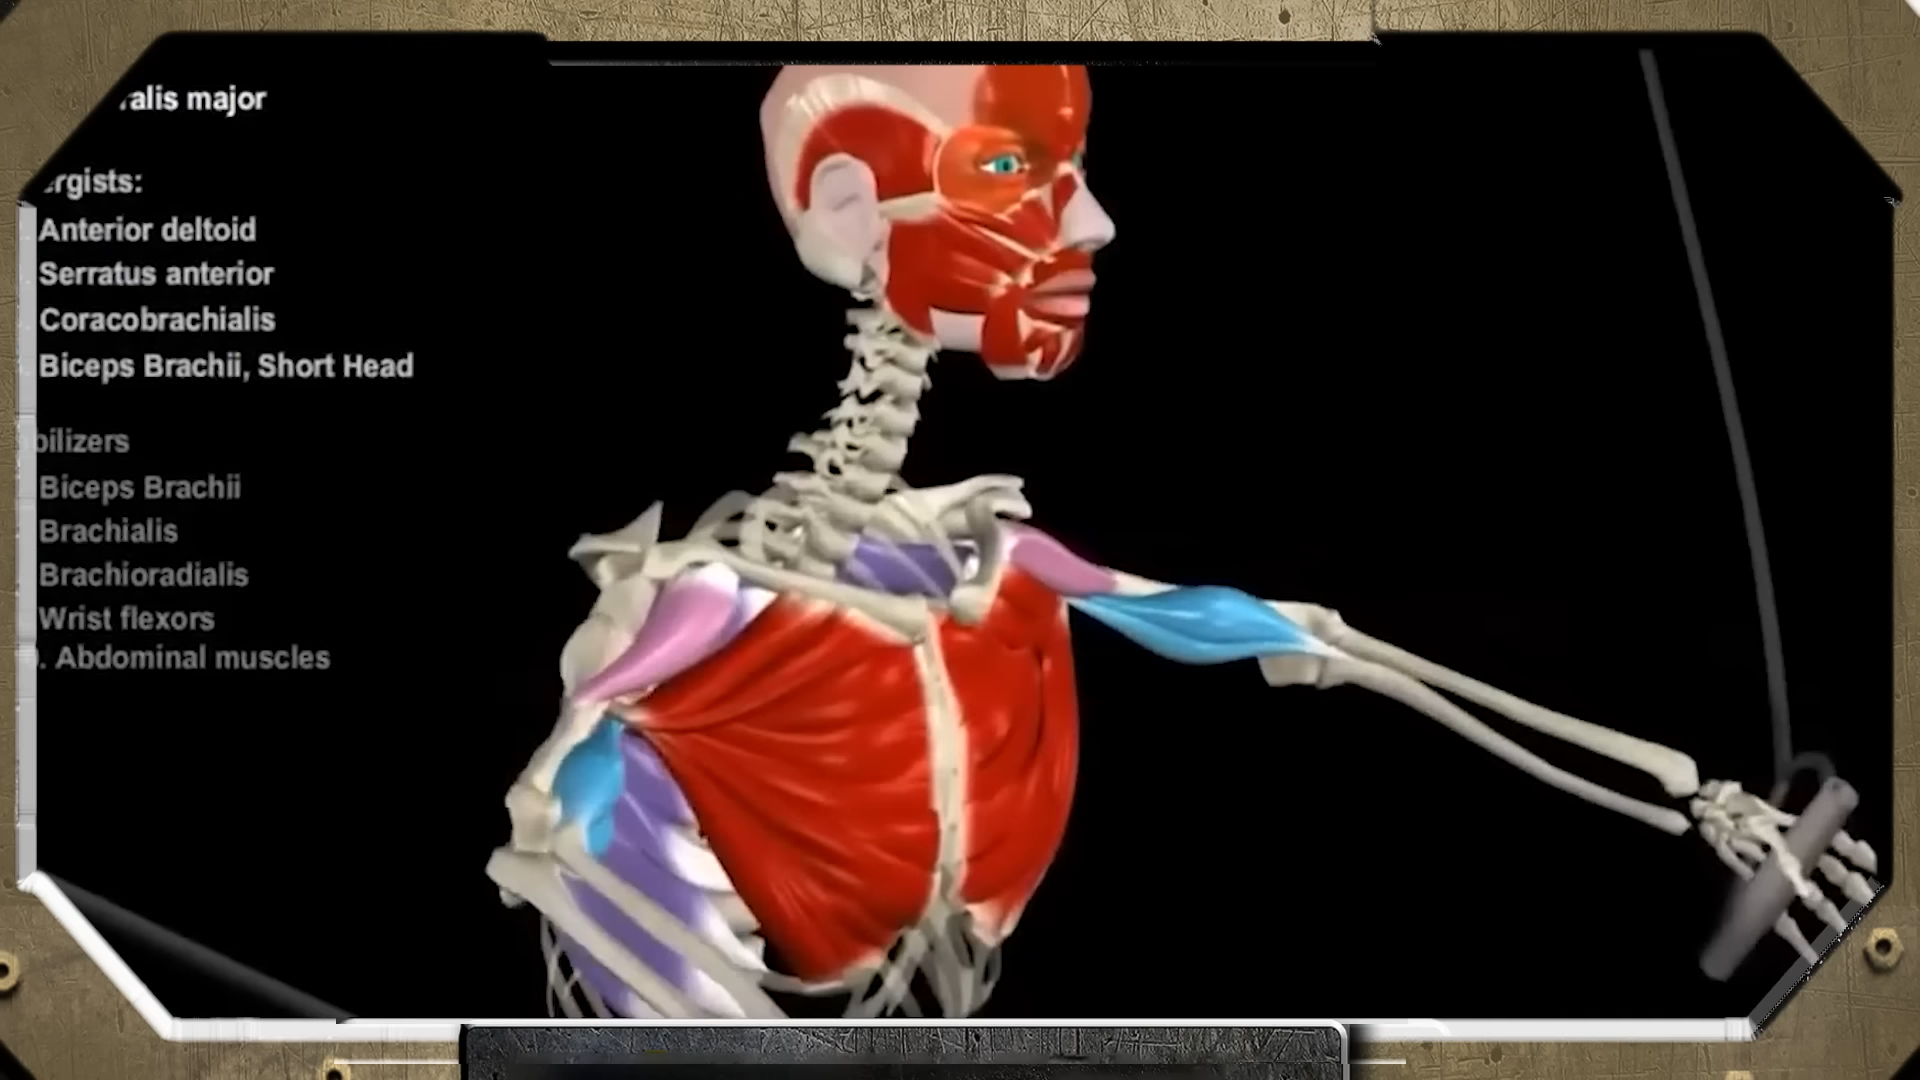 ralis major
rgists:
Anterior deltoid
Serratus anterior
Coracobrachialis
Biceps Brachii, Short Head
bilizers
Biceps Brachii
Brachialis
Brachioradialis
Wrist flexors
. Abdominal muscles